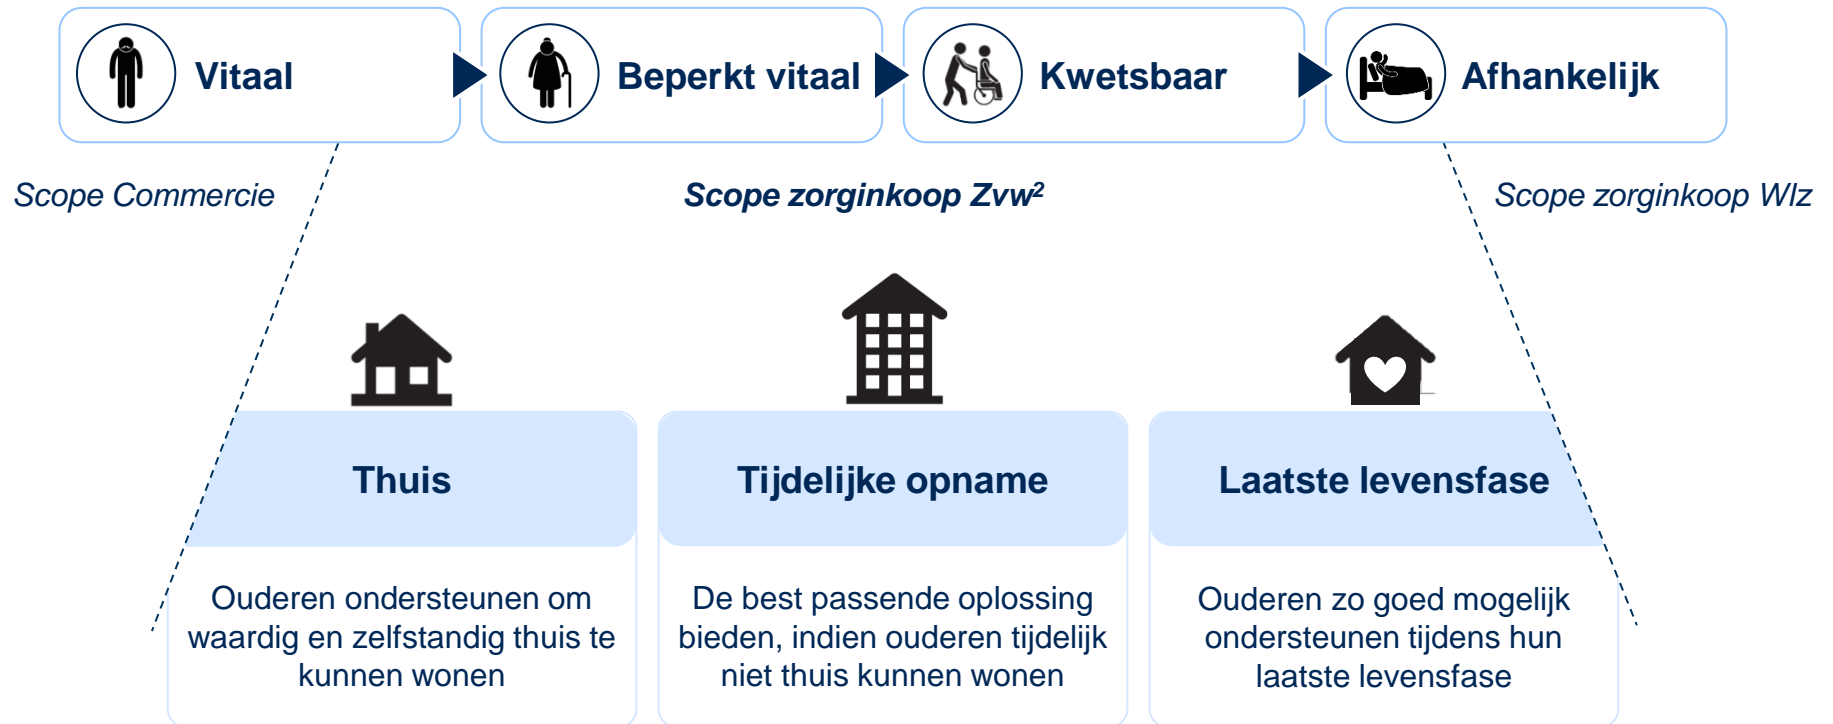 Vitaal
Beperkt vitaal
Kwetsbaar
Afhankelijk
Scope Commercie
Scope zorginkoop Zvw²
Scope zorginkoop Wlz
Thuis
Tijdelijke opname
Laatste levensfase
Ouderen ondersteunen om
waardig en zelfstandig thuis te
kunnen wonen
De best passende oplossing
bieden, indien ouderen tijdelijk
niet thuis kunnen wonen
Ouderen zo goed mogelijk
ondersteunen tijdens hun
laatste levensfase